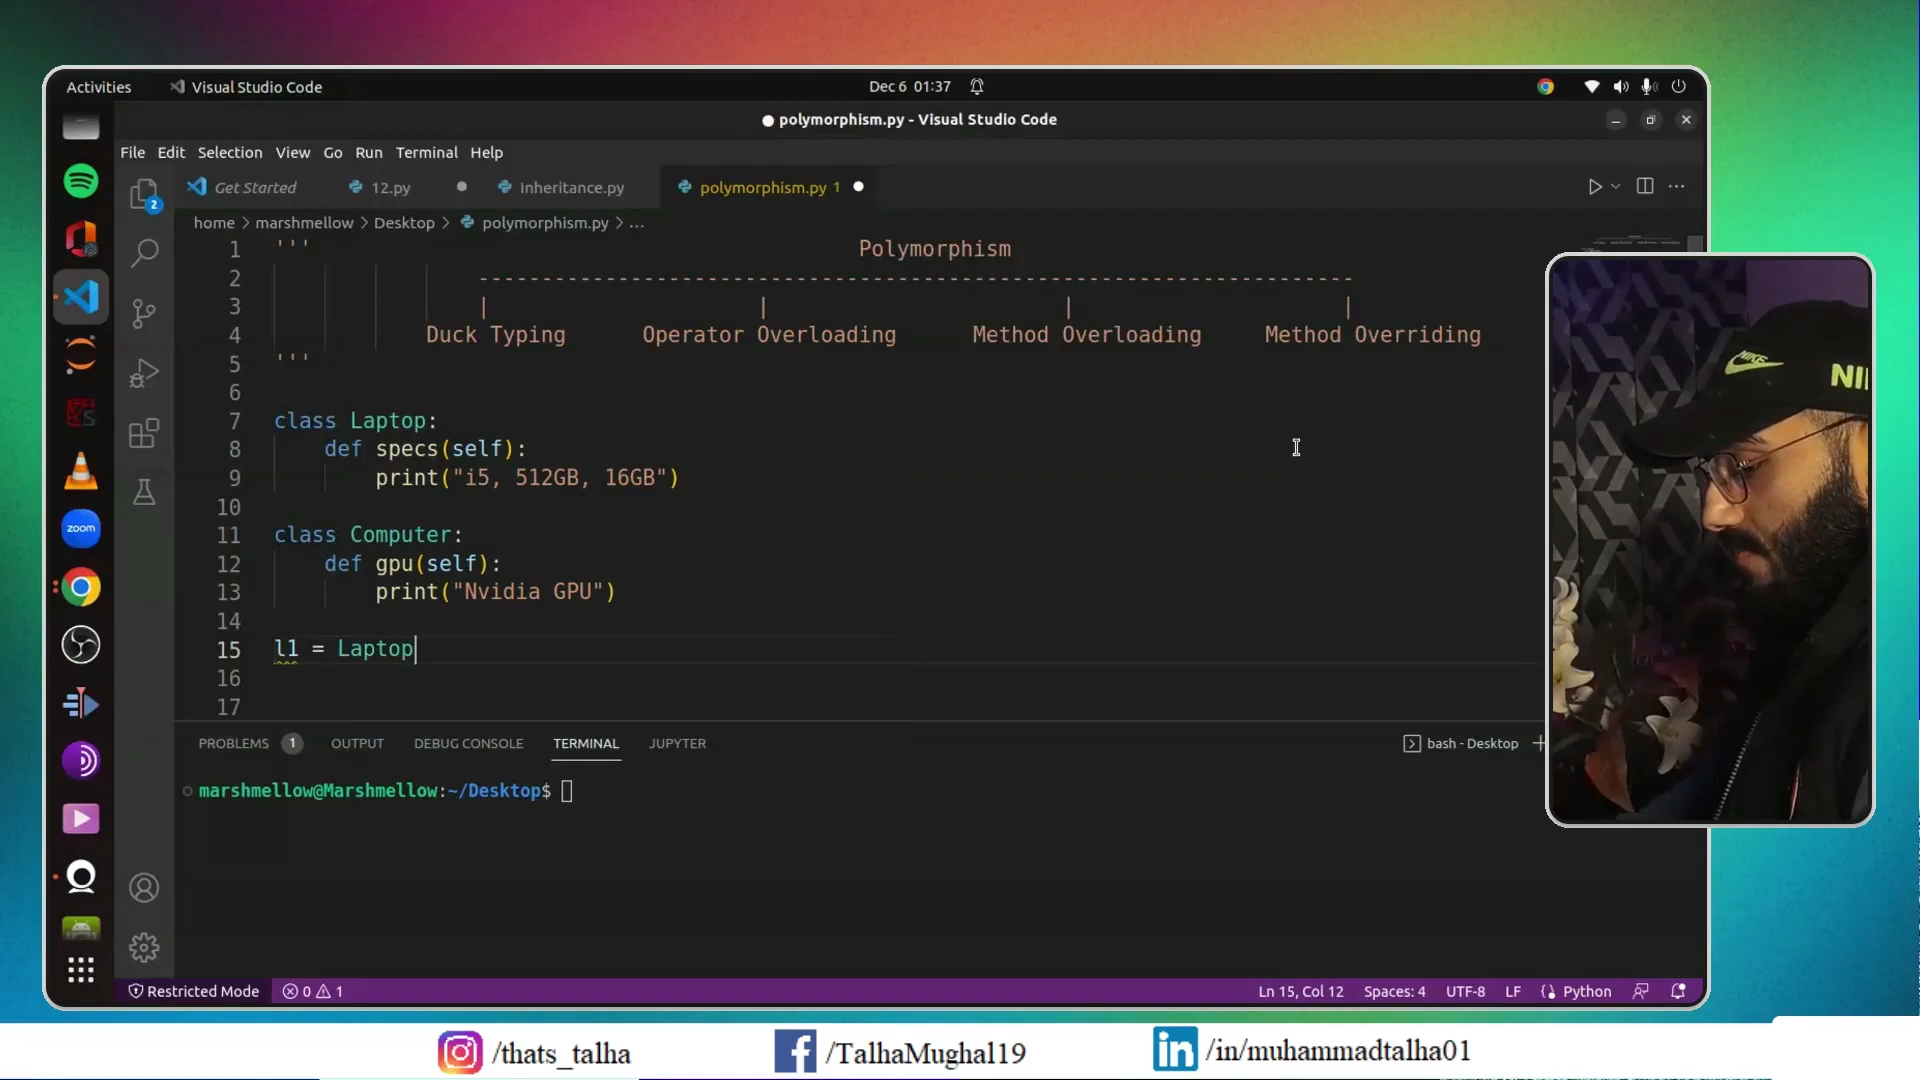 Activities
Visual Studio Code
Dec 6 01:37
polymorphism.py - Visual Studio Code
File Edit Selection View Go Run Terminal Help
Get Started
12.py
Inheritance.py
polymorphism.py 1
home > marshmellow > Desktop > polymorphism.py > ...
1 ''' Polymorphism
2 ---------------------------------------------------------------------
3 | | | |
4 Duck Typing Operator Overloading Method Overloading Method Overriding
5 '''
6
7 class Laptop:
8 def specs(self):
9 print("i5, 512GB, 16GB")
10
11 class Computer:
12 def gpu(self):
13 print("Nvidia GPU")
14
15 l1 = Laptop
16
17
2
zoom
NIKE
NI
PROBLEMS 1 OUTPUT DEBUG CONSOLE TERMINAL JUPYTER
bash - Desktop
marshmellow@Marshmellow:~/Desktop$
Restricted Mode
0 1
Ln 15, Col 12 Spaces: 4 UTF-8 LF Python
/thats_talha
/TalhaMughal19
in /in/muhammadtalha01